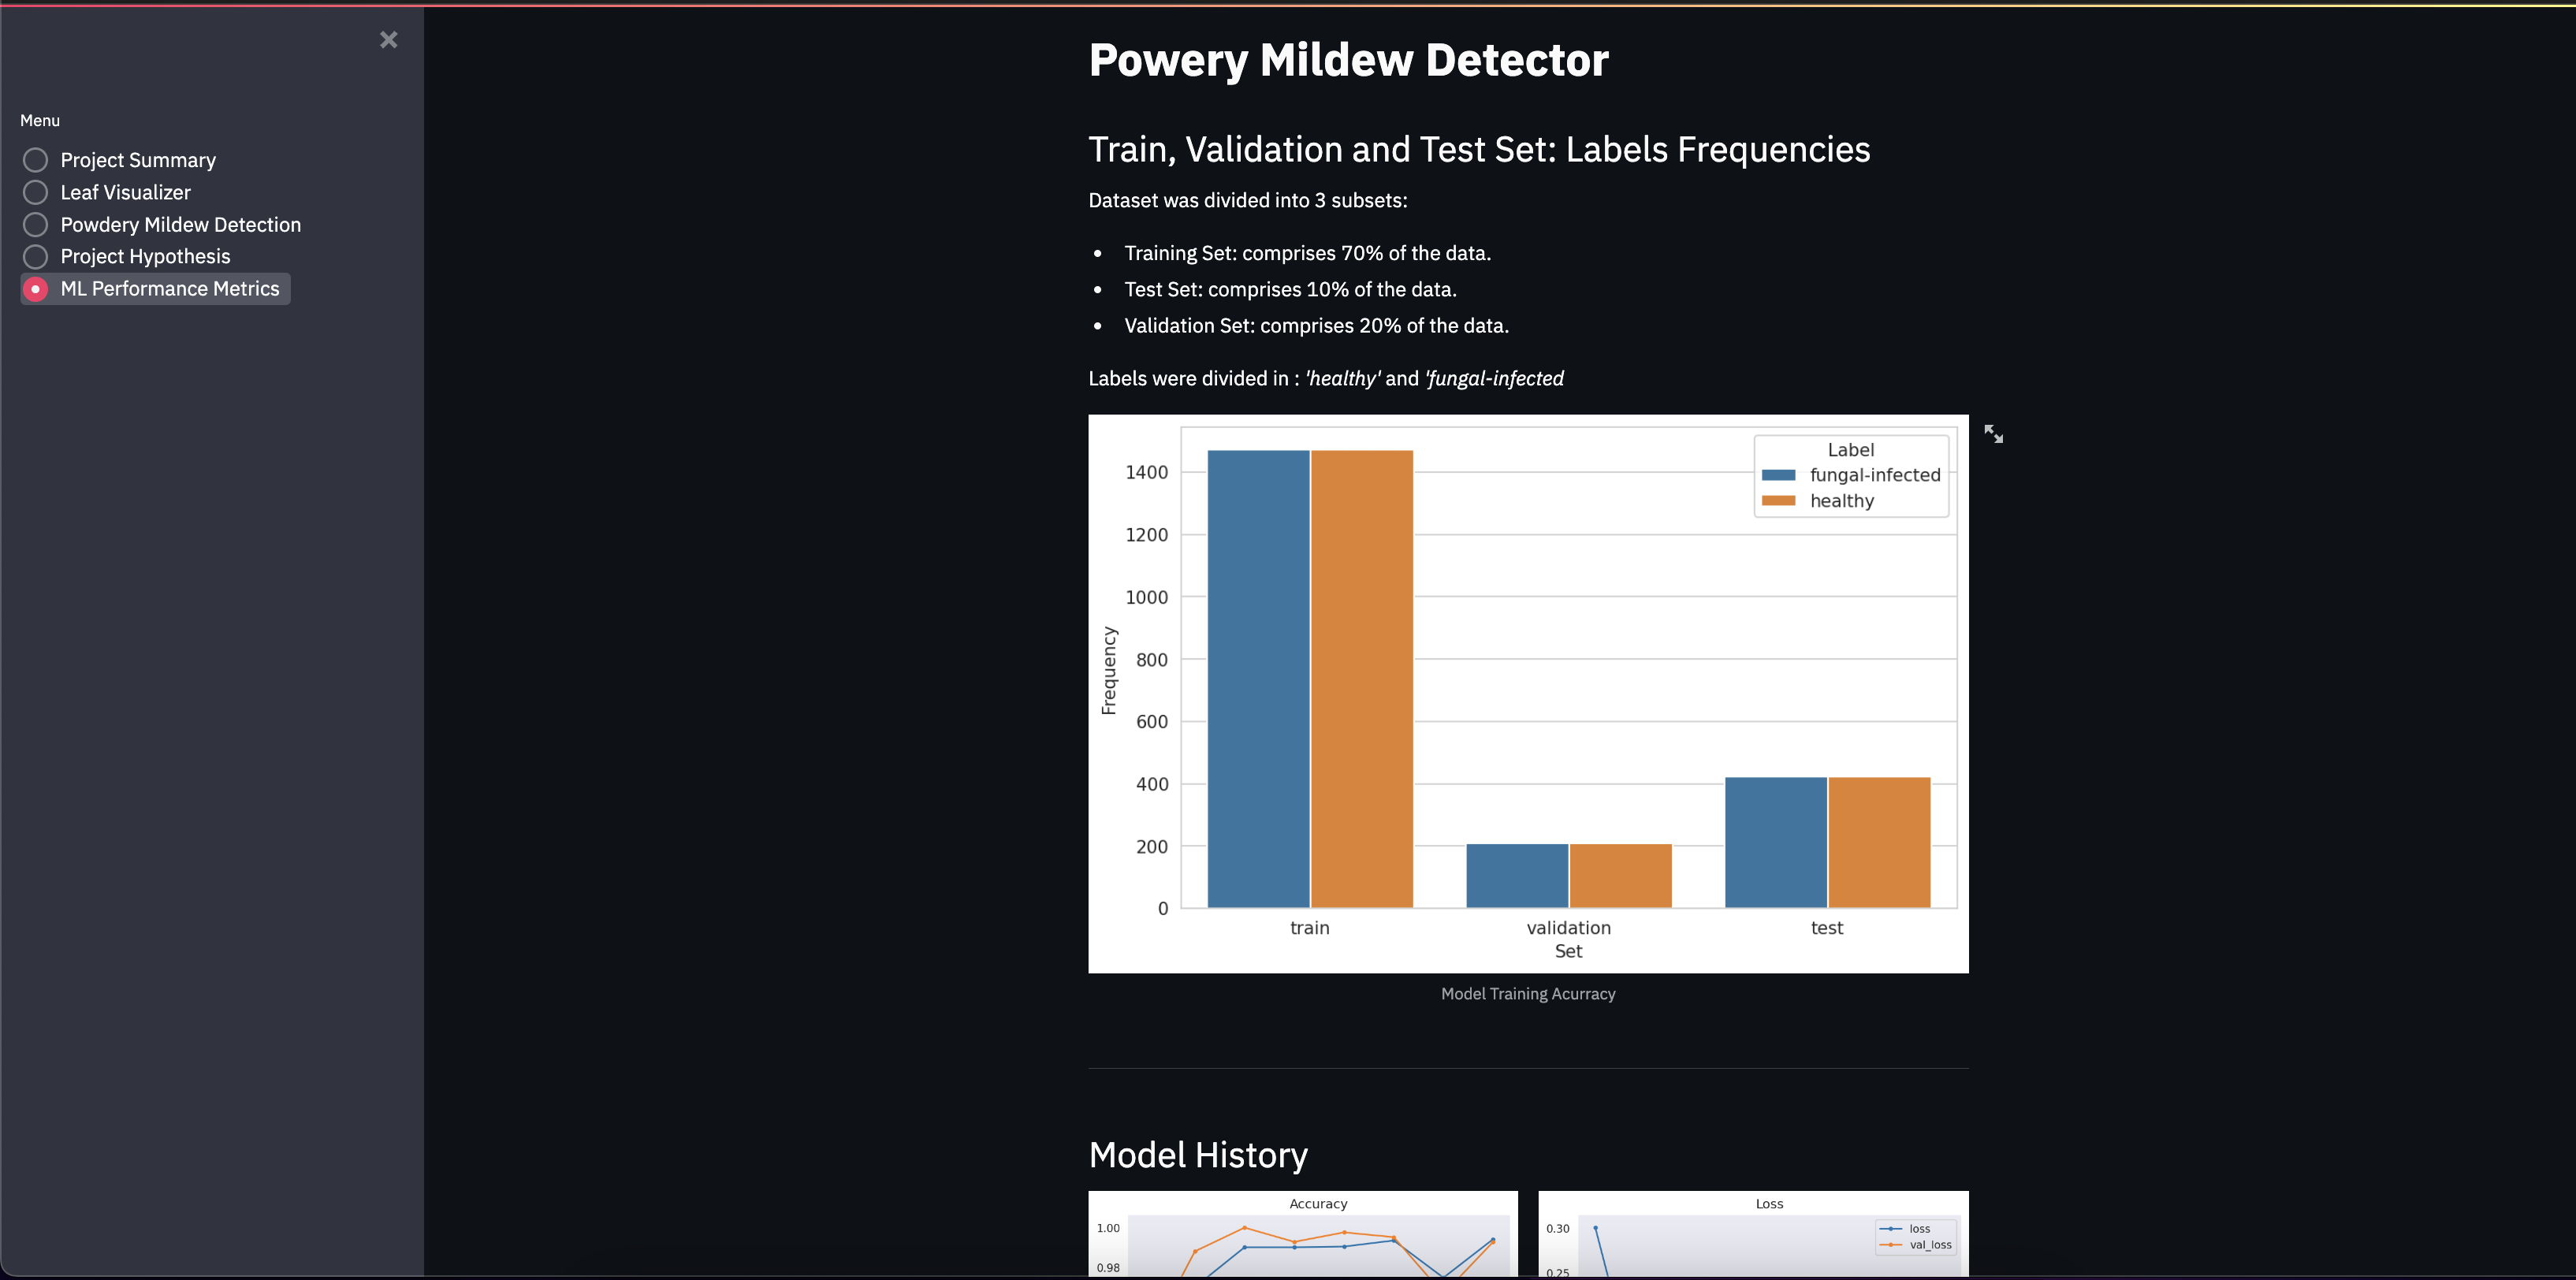 Menu
Project Summary
Leaf Visualizer
Powdery Mildew Detection
Project Hypothesis
ML Performance Metrics
Powery Mildew Detector
Train, Validation and Test Set: Labels Frequencies
Dataset was divided into 3 subsets:
• Training Set: comprises 70% of the data.
• Test Set: comprises 10% of the data.
• Validation Set: comprises 20% of the data.
Labels were divided in : 'healthy' and 'fungal-infected
Label
fungal-infected
healthy
1400
1200
1000
800
600
400
200
0
Frequency
train
validation
test
Set
Model Training Acurracy
Model History
Accuracy
1.00
0.98
Loss
0.30
0.25
loss
val_loss